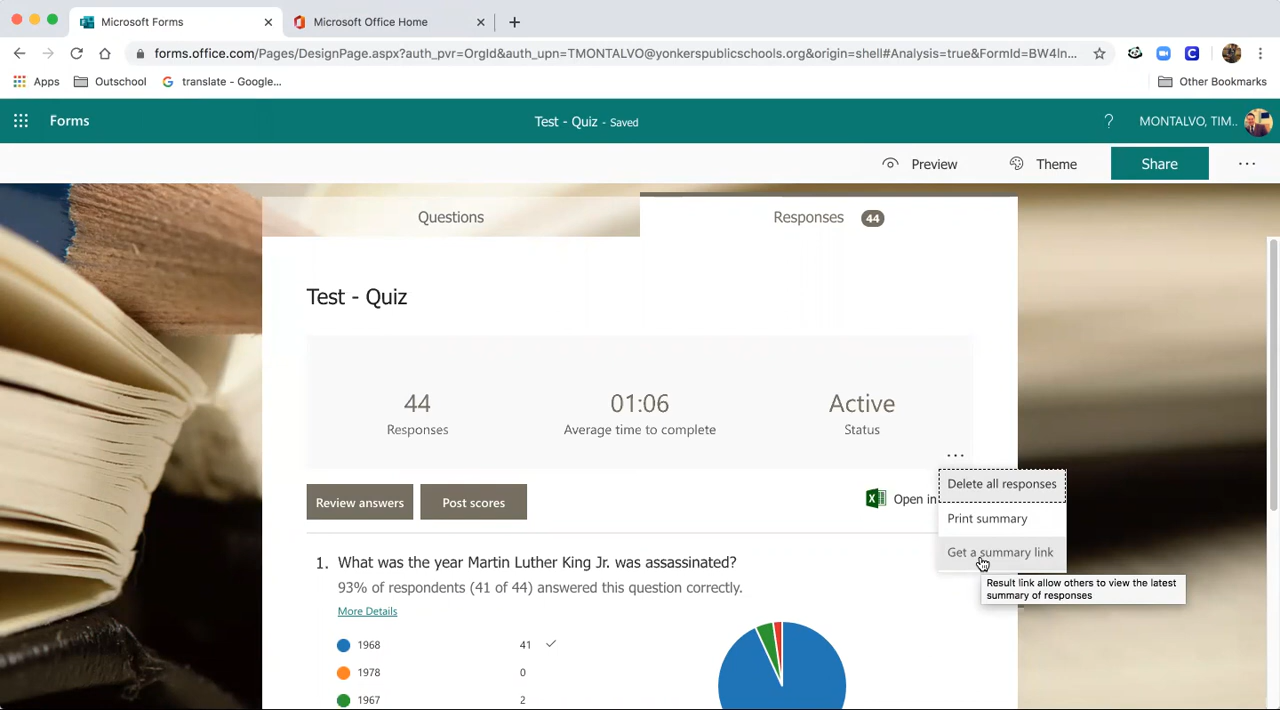 Microsoft Forms
Microsoft Office Home
forms.office.com/Pages/DesignPage.aspx?auth_pvr=OrgId&auth_upn=TMONTALVO@yonkerspublicschools.org&origin=shell#Analysis=true&FormId=BW4ln...
Apps
Outschool
translate - Google...
Other Bookmarks
Forms
Test - Quiz - Saved
?
MONTALVO, TIM..
Preview
Theme
Share
...
Questions
Responses 44
Test - Quiz
44
Responses
01:06
Average time to complete
Active
Status
...
Review answers
Post scores
Open in
Delete all responses
Print summary
Get a summary link
Result link allow others to view the latest
summary of responses
1. What was the year Martin Luther King Jr. was assassinated?
93% of respondents (41 of 44) answered this question correctly.
More Details
1968 41
1978 0
1967 2